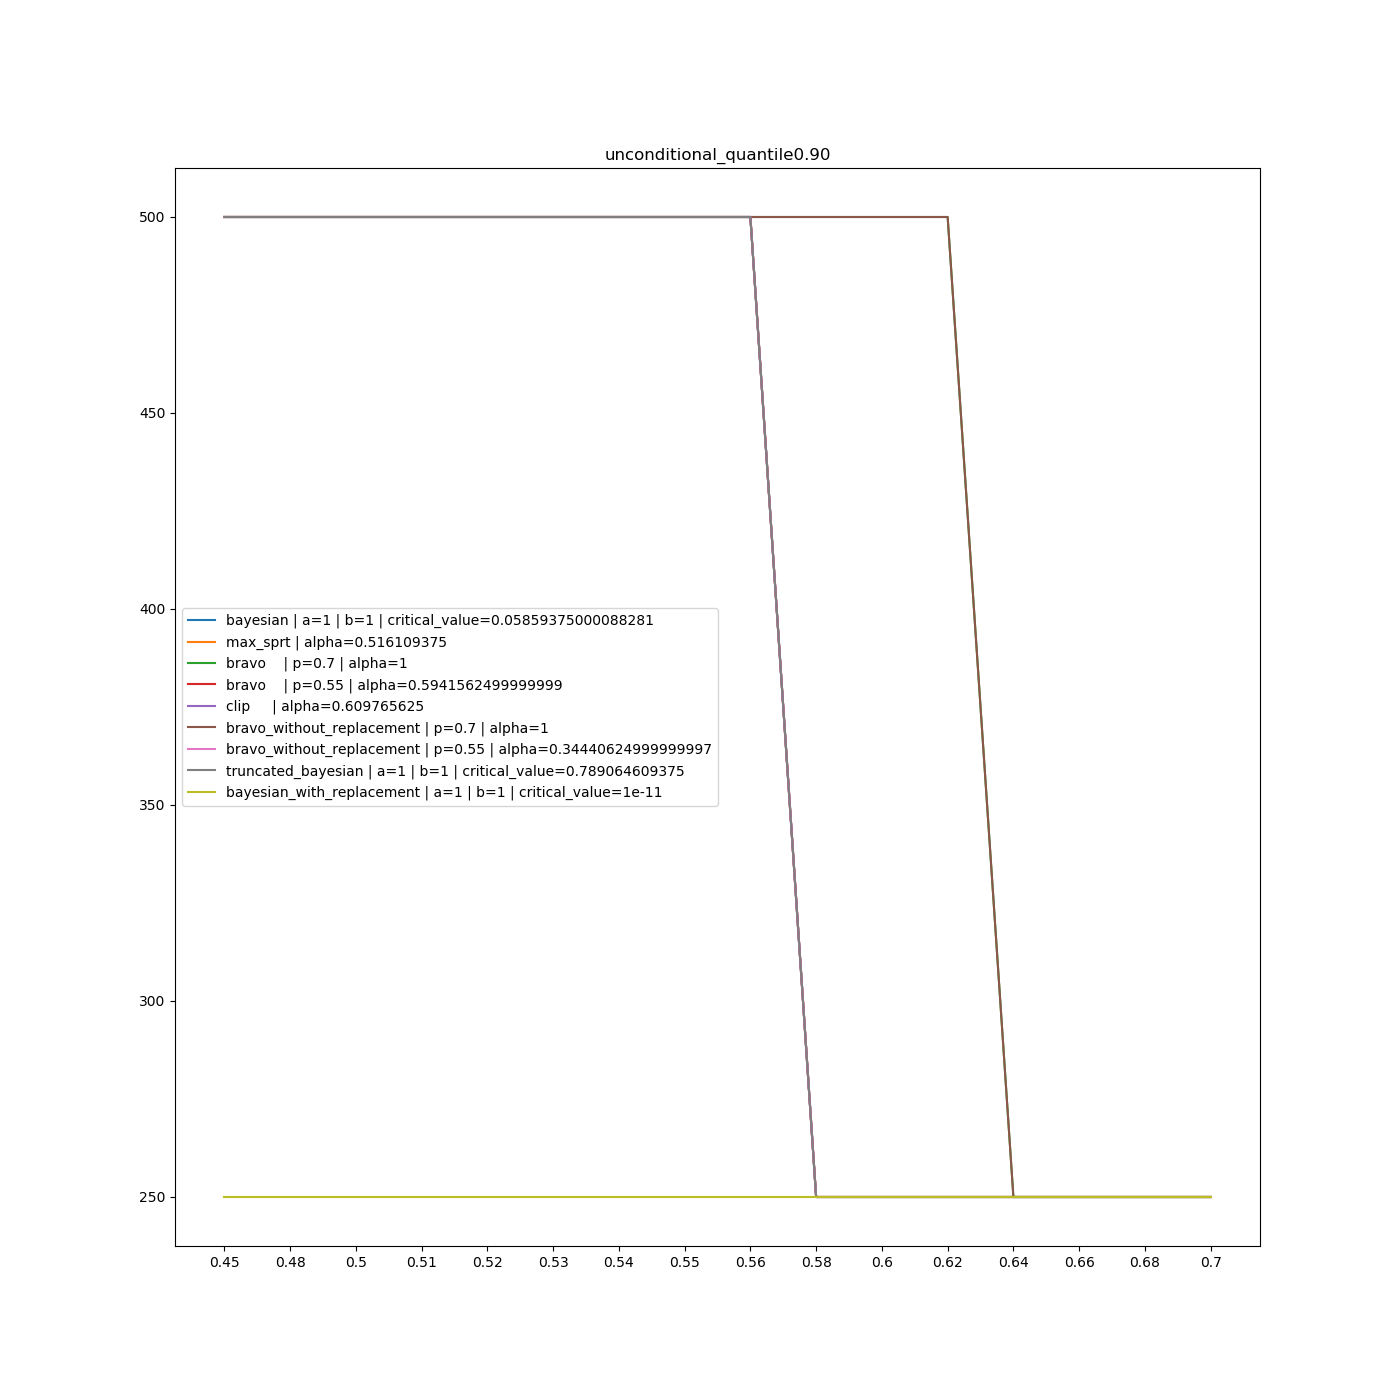 unconditional_quantile0.90
500
450
400
350
300
250
bayesian | a=1 | b=1 | critical_value=0.05859375000088281
max_sprt | alpha=0.516109375
bravo    | p=0.7 | alpha=1
bravo    | p=0.55 | alpha=0.5941562499999999
clip     | alpha=0.609765625
bravo_without_replacement | p=0.7 | alpha=1
bravo_without_replacement | p=0.55 | alpha=0.34440624999999997
truncated_bayesian | a=1 | b=1 | critical_value=0.789064609375
bayesian_with_replacement | a=1 | b=1 | critical_value=1e-11
0.45 0.48 0.5 0.51 0.52 0.53 0.54 0.55 0.56 0.58 0.6 0.62 0.64 0.66 0.68 0.7